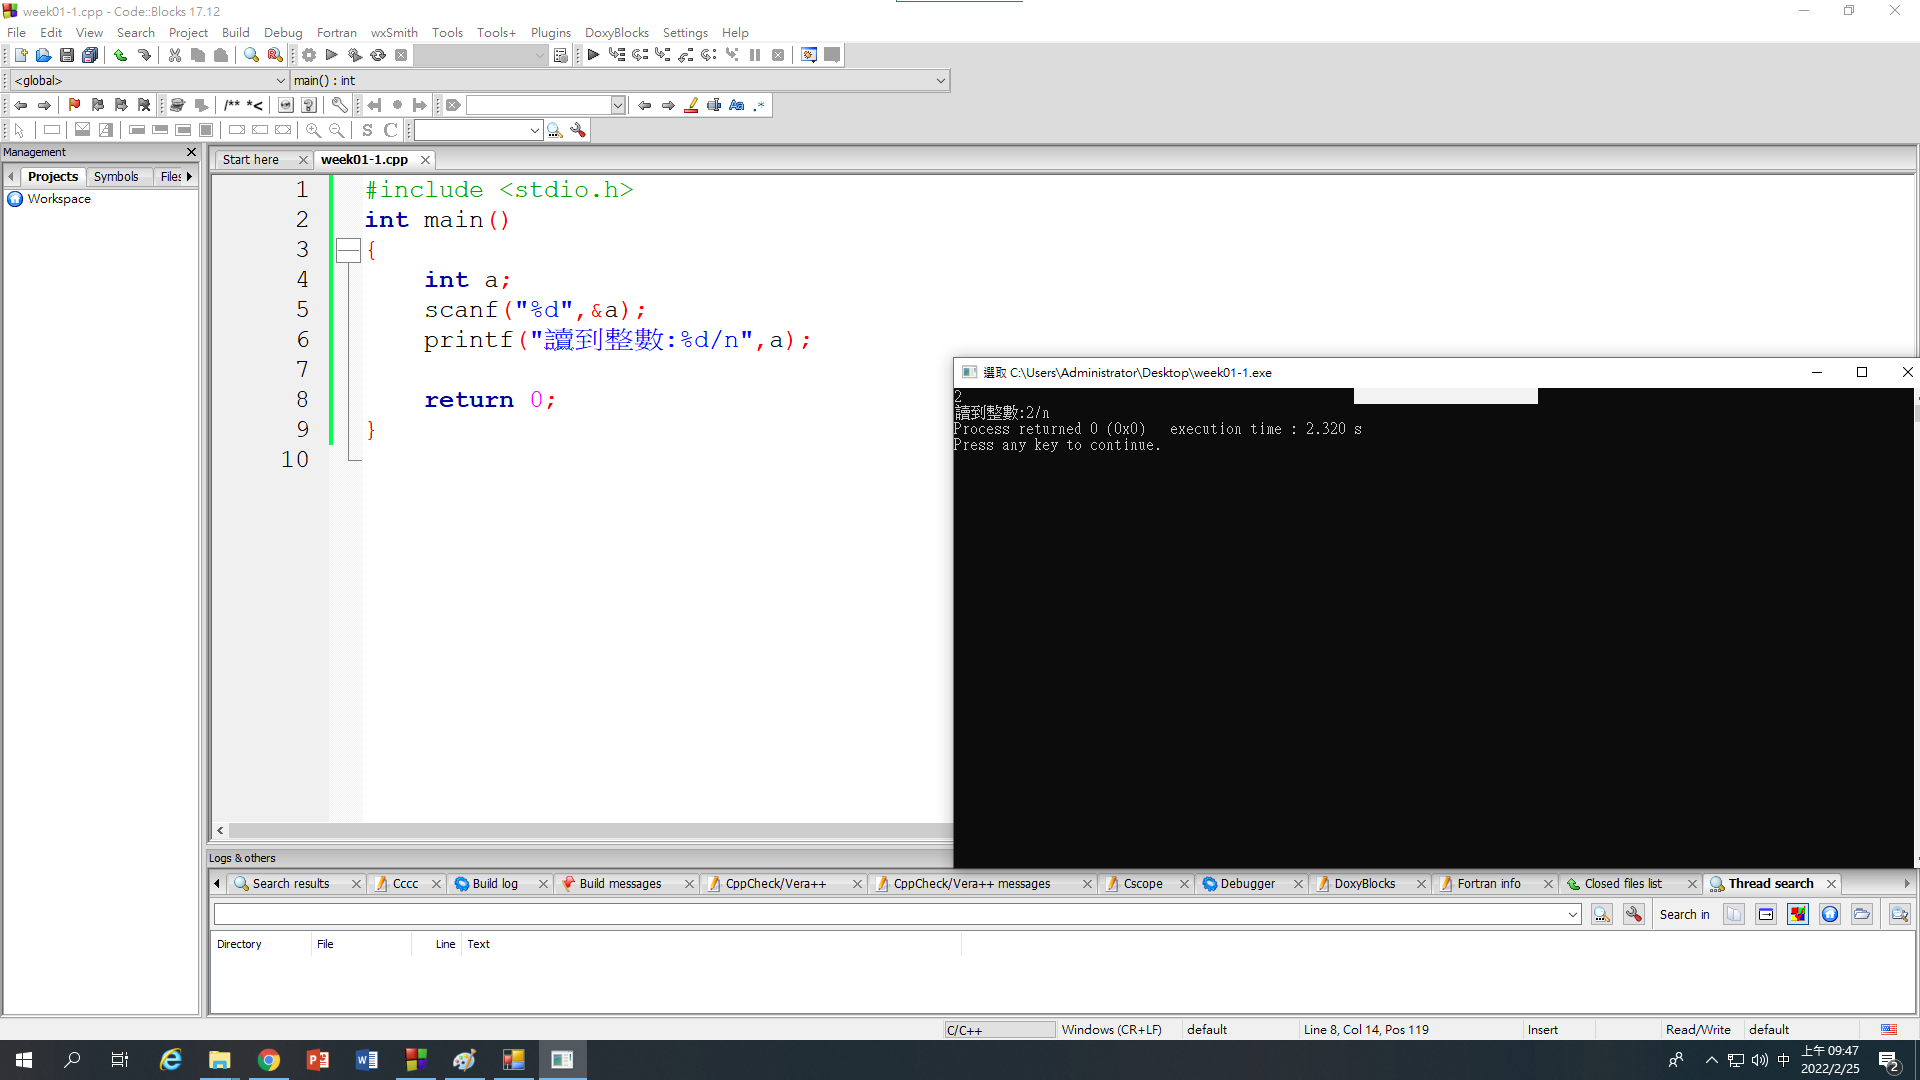 week01-1.cpp - Code::Blocks 17.12
File Edit View Search Project Build Debug Fortran wxSmith Tools Tools+ Plugins DoxyBlocks Settings Help
<global> main() : int
/** *<
S C
Management
Projects Symbols Files
Workspace
Start here week01-1.cpp
1 #include <stdio.h>
2 int main()
3 {
4 int a;
5 scanf("%d",&a);
6 printf("讀到整數:%d/n",a);
7
8 return 0;
9 }
10
選取 C:\Users\Administrator\Desktop\week01-1.exe
2
讀到整數:2/n
Process returned 0 (0x0) execution time : 2.320 s
Press any key to continue.
Logs & others
Search results Cccc Build log Build messages CppCheck/Vera++ CppCheck/Vera++ messages Cscope Debugger DoxyBlocks Fortran info Closed files list Thread search
Search in
Directory File Line Text
C/C++ Windows (CR+LF) default Line 8, Col 14, Pos 119 Insert Read/Write default
中 上午 09:47
2022/2/25
2